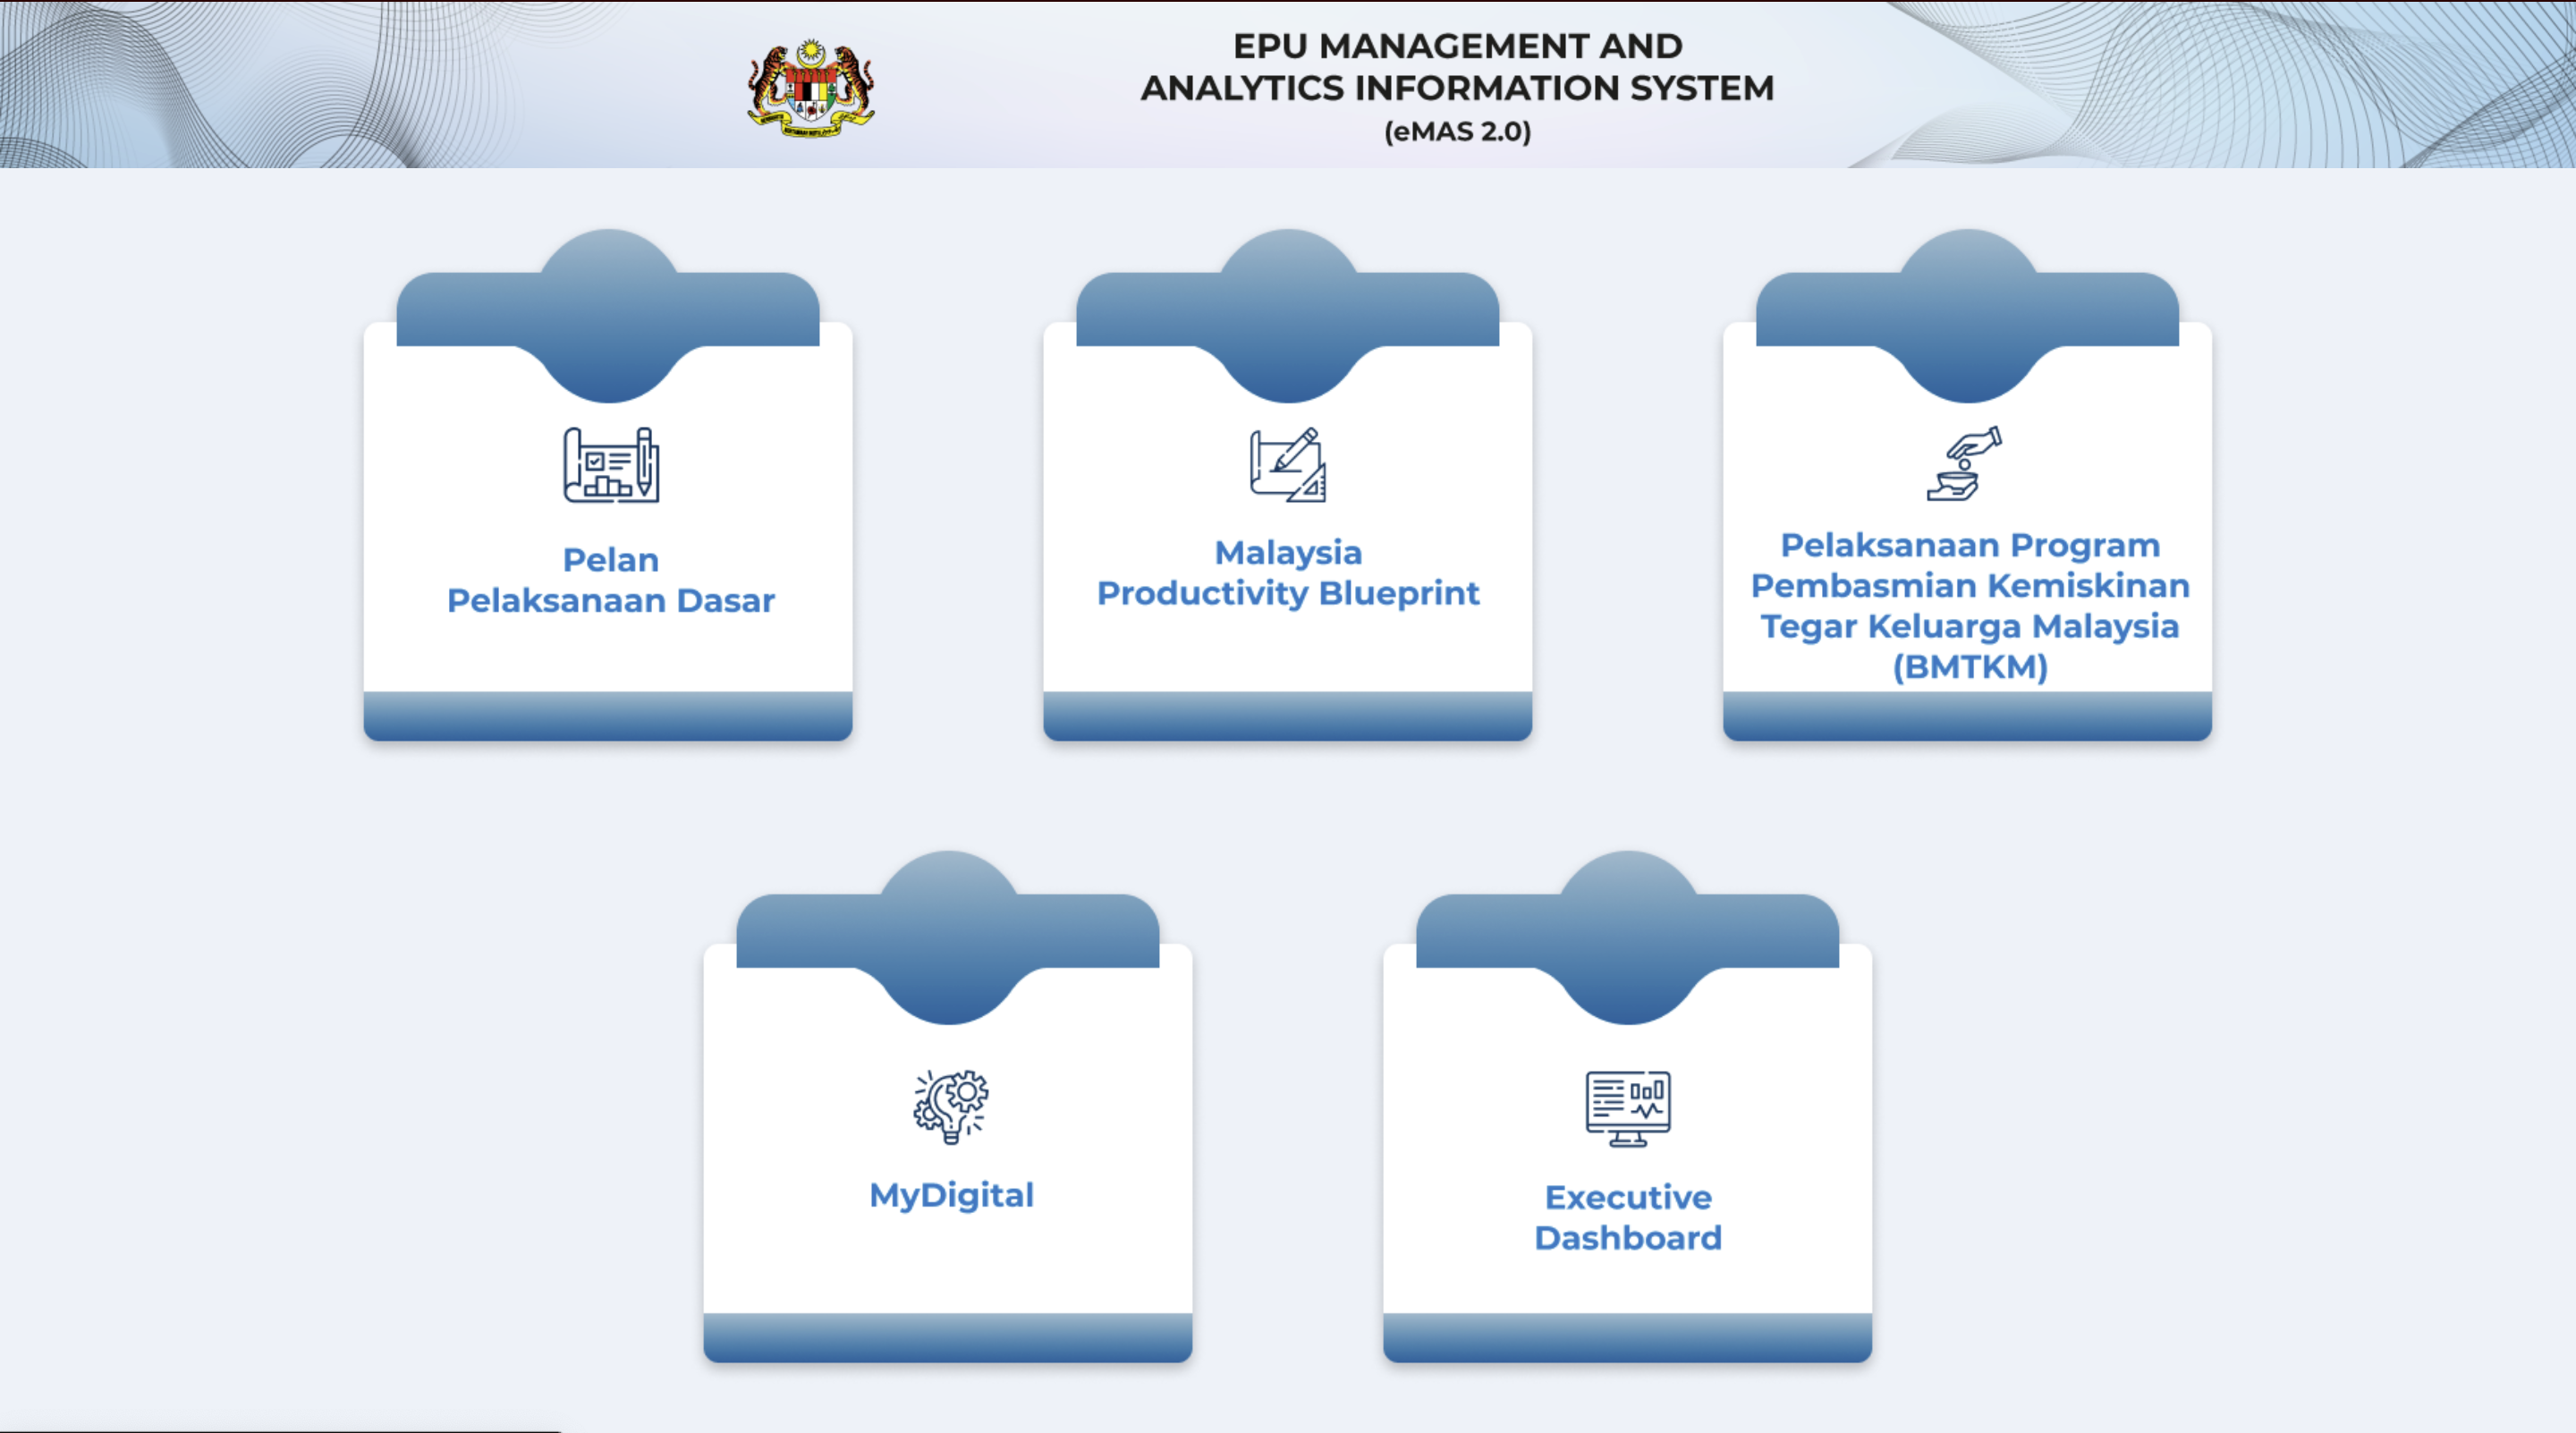 EPU MANAGEMENT AND
ANALYTICS INFORMATION SYSTEM
(eMAS 2.0)
Pelan
Pelaksanaan Dasar
Malaysia
Productivity Blueprint
Pelaksanaan Program
Pembasmian Kemiskinan
Tegar Keluarga Malaysia
(BMTKM)
MyDigital
Executive
Dashboard